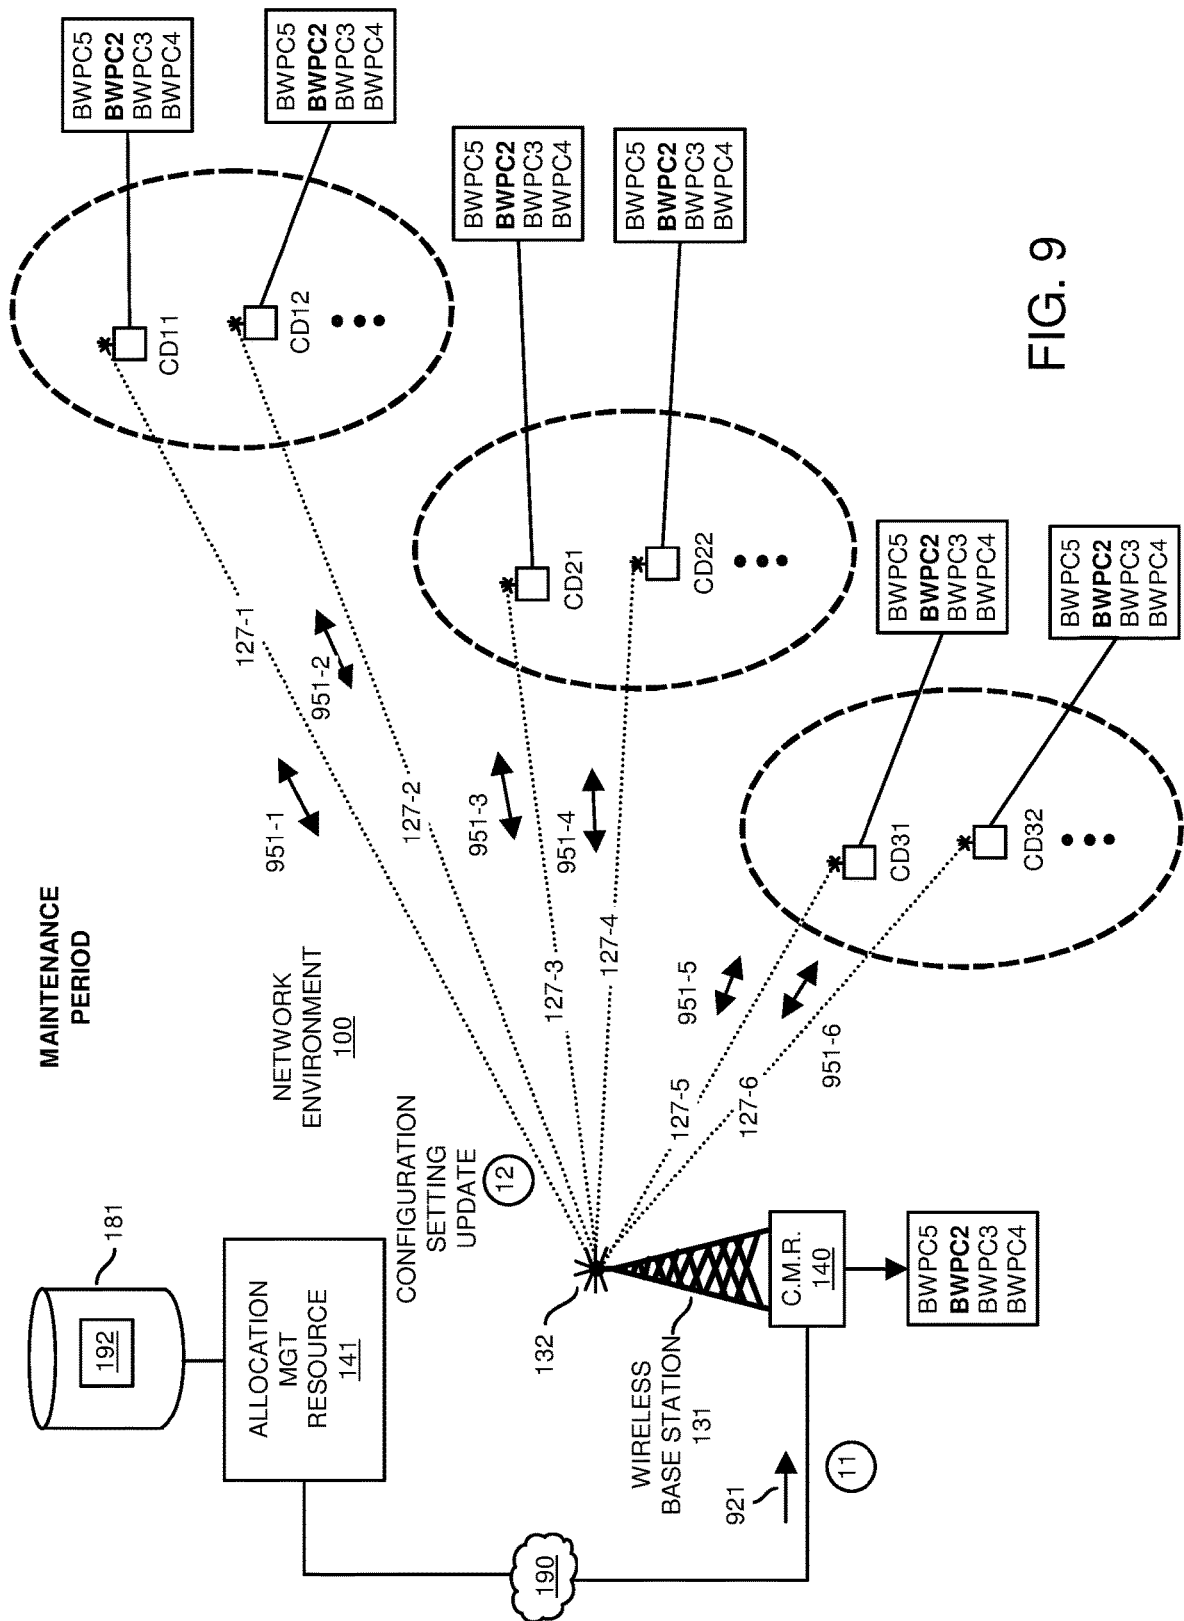 MAINTENANCE
PERIOD
181
192
ALLOCATION
MGT
RESOURCE
141
NETWORK
ENVIRONMENT
100
CONFIGURATION
SETTING
UPDATE
12
190
132
WIRELESS
BASE STATION
131
921
11
C.M.R.
140
BWPC5
BWPC2
BWPC3
BWPC4
127-1
951-1
127-2
951-2
127-3
951-3
127-4
951-4
127-5
951-5
127-6
951-6
CD11
BWPC5
BWPC2
BWPC3
BWPC4
CD12
BWPC5
BWPC2
BWPC3
BWPC4
CD21
BWPC5
BWPC2
BWPC3
BWPC4
CD22
BWPC5
BWPC2
BWPC3
BWPC4
CD31
BWPC5
BWPC2
BWPC3
BWPC4
CD32
BWPC5
BWPC2
BWPC3
BWPC4
FIG. 9